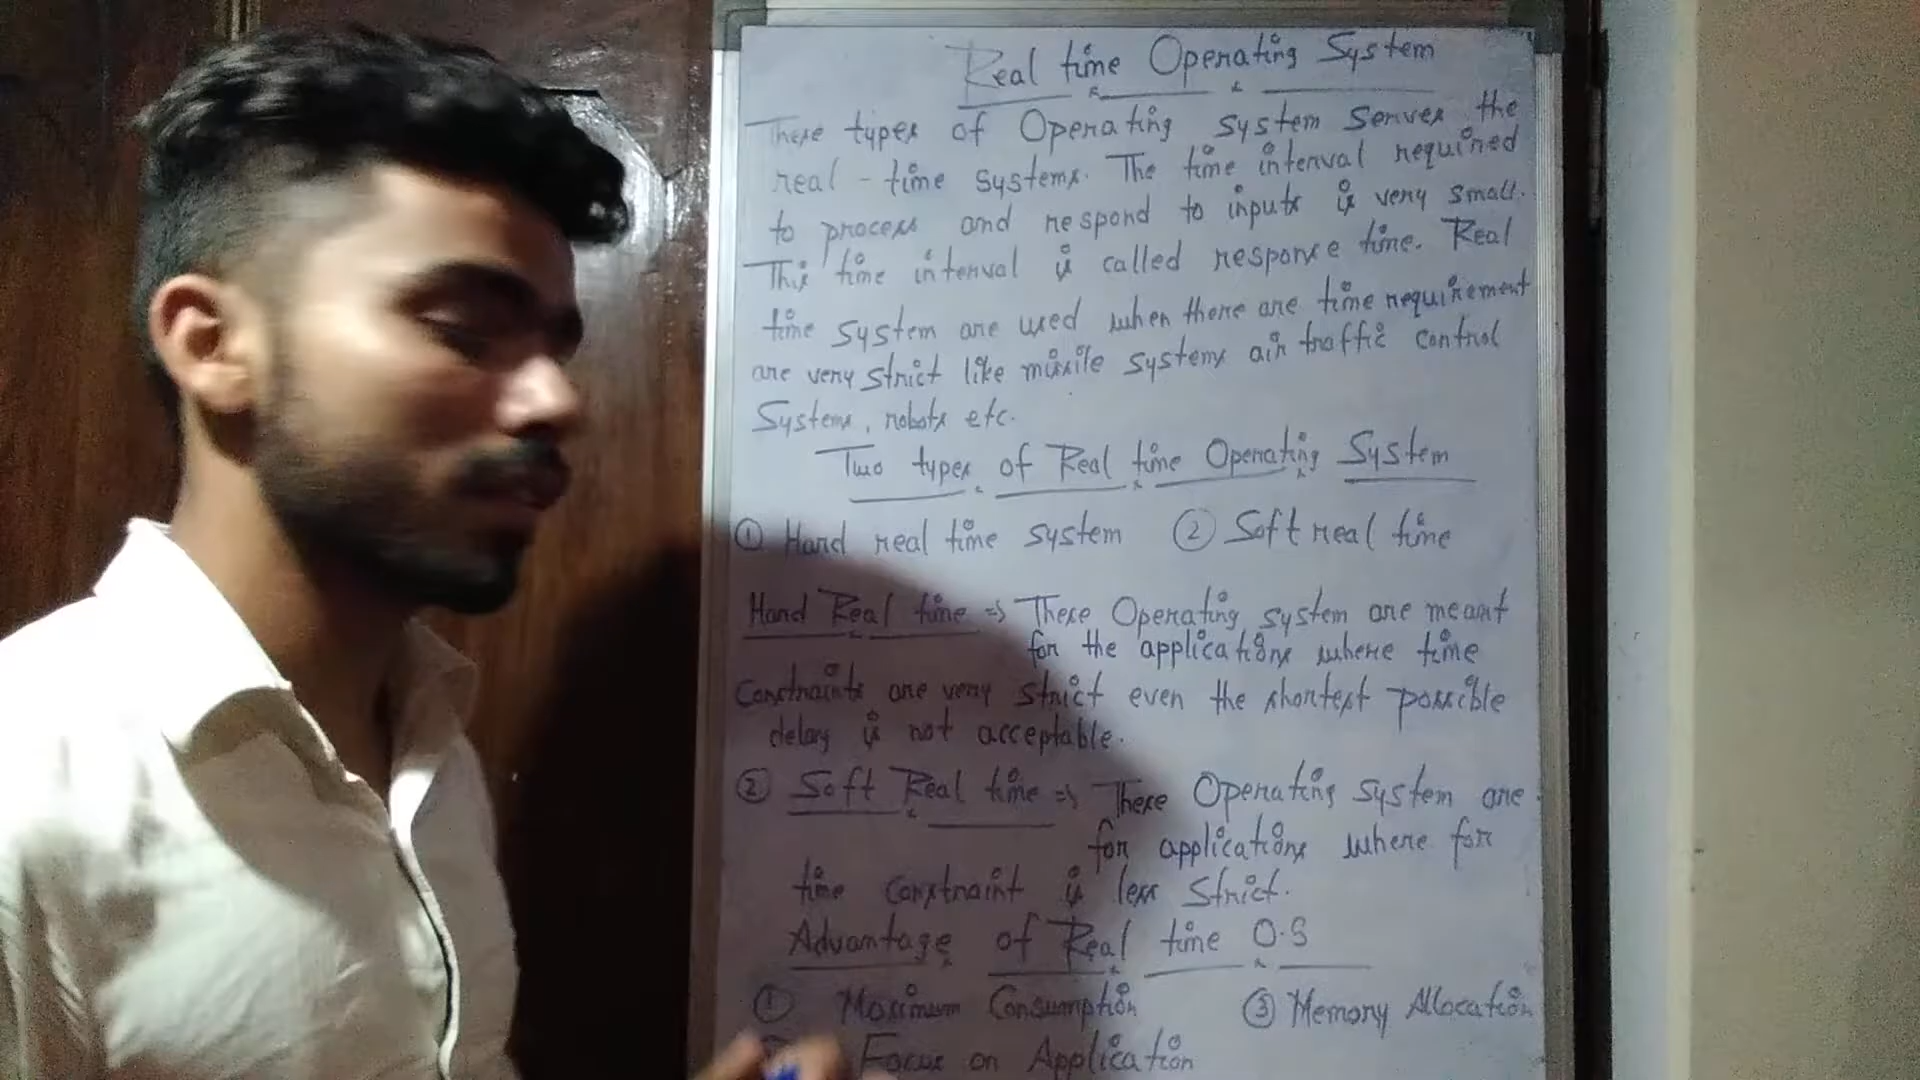 Real time Operating System
These types of Operating system serves the
real - time systems. The time interval required
to process and respond to inputs is very small.
This time interval is called response time. Real
time system are used when there are time requirement
are very strict like missile systems air traffic control
Systems, robots etc.
Two types of Real time Operating System
① Hard real time system ② Soft real time
Hard Real time => These Operating system are meant
for the applications where time
Constraints are very strict even the shortest possible
delay is not acceptable.
② Soft Real time => These Operating system are
for applications where for
time constraint is less strict.
Advantage of Real time O.S
① Maximum Consumption ③ Memory Allocation
Focus on Application